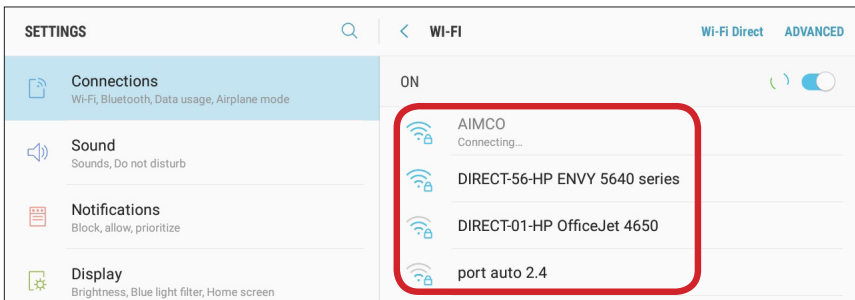 SETTINGS
Connections
Wi-Fi, Bluetooth, Data usage, Airplane mode
Sound
Sounds, Do not disturb
Notifications
Block, allow, prioritize
Display
Brightness, Blue light filter, Home screen
WI-FI
Wi-Fi Direct ADVANCED
ON
AIMCO
Connecting...
DIRECT-56-HP ENVY 5640 series
DIRECT-01-HP OfficeJet 4650
port auto 2.4